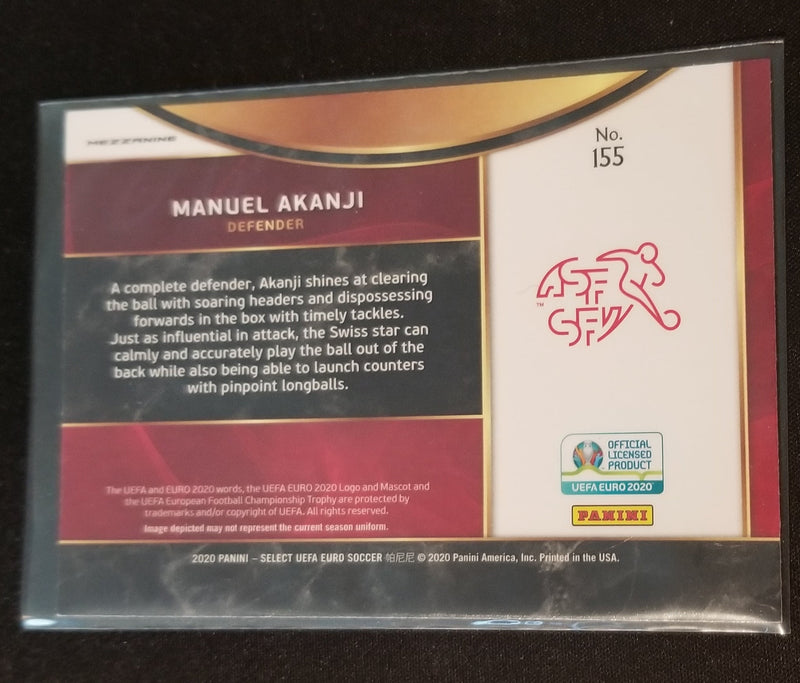 MEZZANINE
No.
155
MANUEL AKANJI
DEFENDER
A complete defender, Akanji shines at clearing
the ball with soaring headers and dispossessing
forwards in the box with timely tackles.
Just as influential in attack, the Swiss star can
calmly and accurately play the ball out of the
back while also being able to launch counters
with pinpoint longballs.
ASF
SFV
™
OFFICIAL
LICENSED
PRODUCT
UEFA EURO2020
PANINI
The UEFA and EURO 2020 words, the UEFA EURO 2020 Logo and Mascot and
the UEFA European Football Championship Trophy are protected by
trademarks and/or copyright of UEFA. All rights reserved.
Image depicted may not represent the current season uniform.
2020 PANINI – SELECT UEFA EURO SOCCER 帕尼尼 © 2020 Panini America, Inc. Printed in the USA.